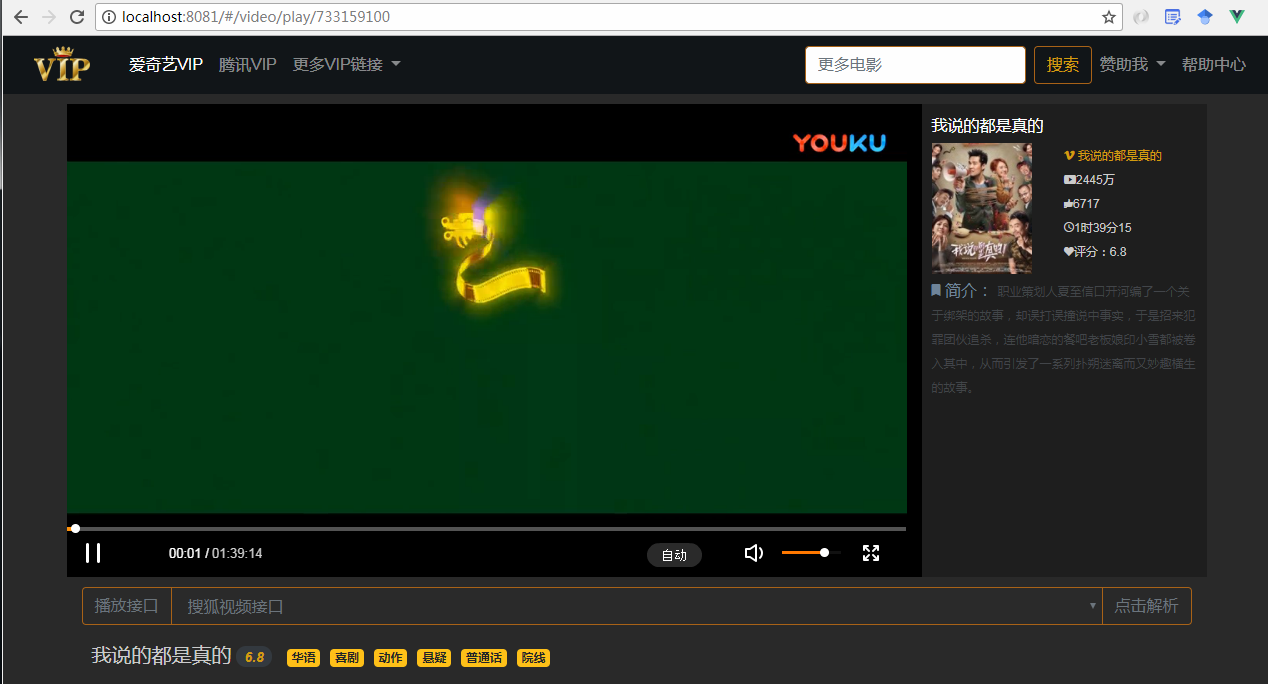 localhost:8081/#/video/play/733159100
VIP 爱奇艺VIP 腾讯VIP 更多VIP链接 更多电影 搜索 赞助我 帮助中心
YOUKU
我说的都是真的
我说的都是真的
2445万
6717
1时39分15
评分：6.8
我说的都是真的!
简介： 职业策划人夏至信口开河编了一个关
于绑架的故事，却误打误撞说中事实，于是招来犯
罪团伙追杀，连他暗恋的餐吧老板娘印小雪都被卷
入其中，从而引发了一系列扑朔迷离而又妙趣横生
的故事。
00:01 / 01:39:14 自动
播放接口 搜狐视频接口 点击解析
我说的都是真的 6.8 华语 喜剧 动作 悬疑 普通话 院线